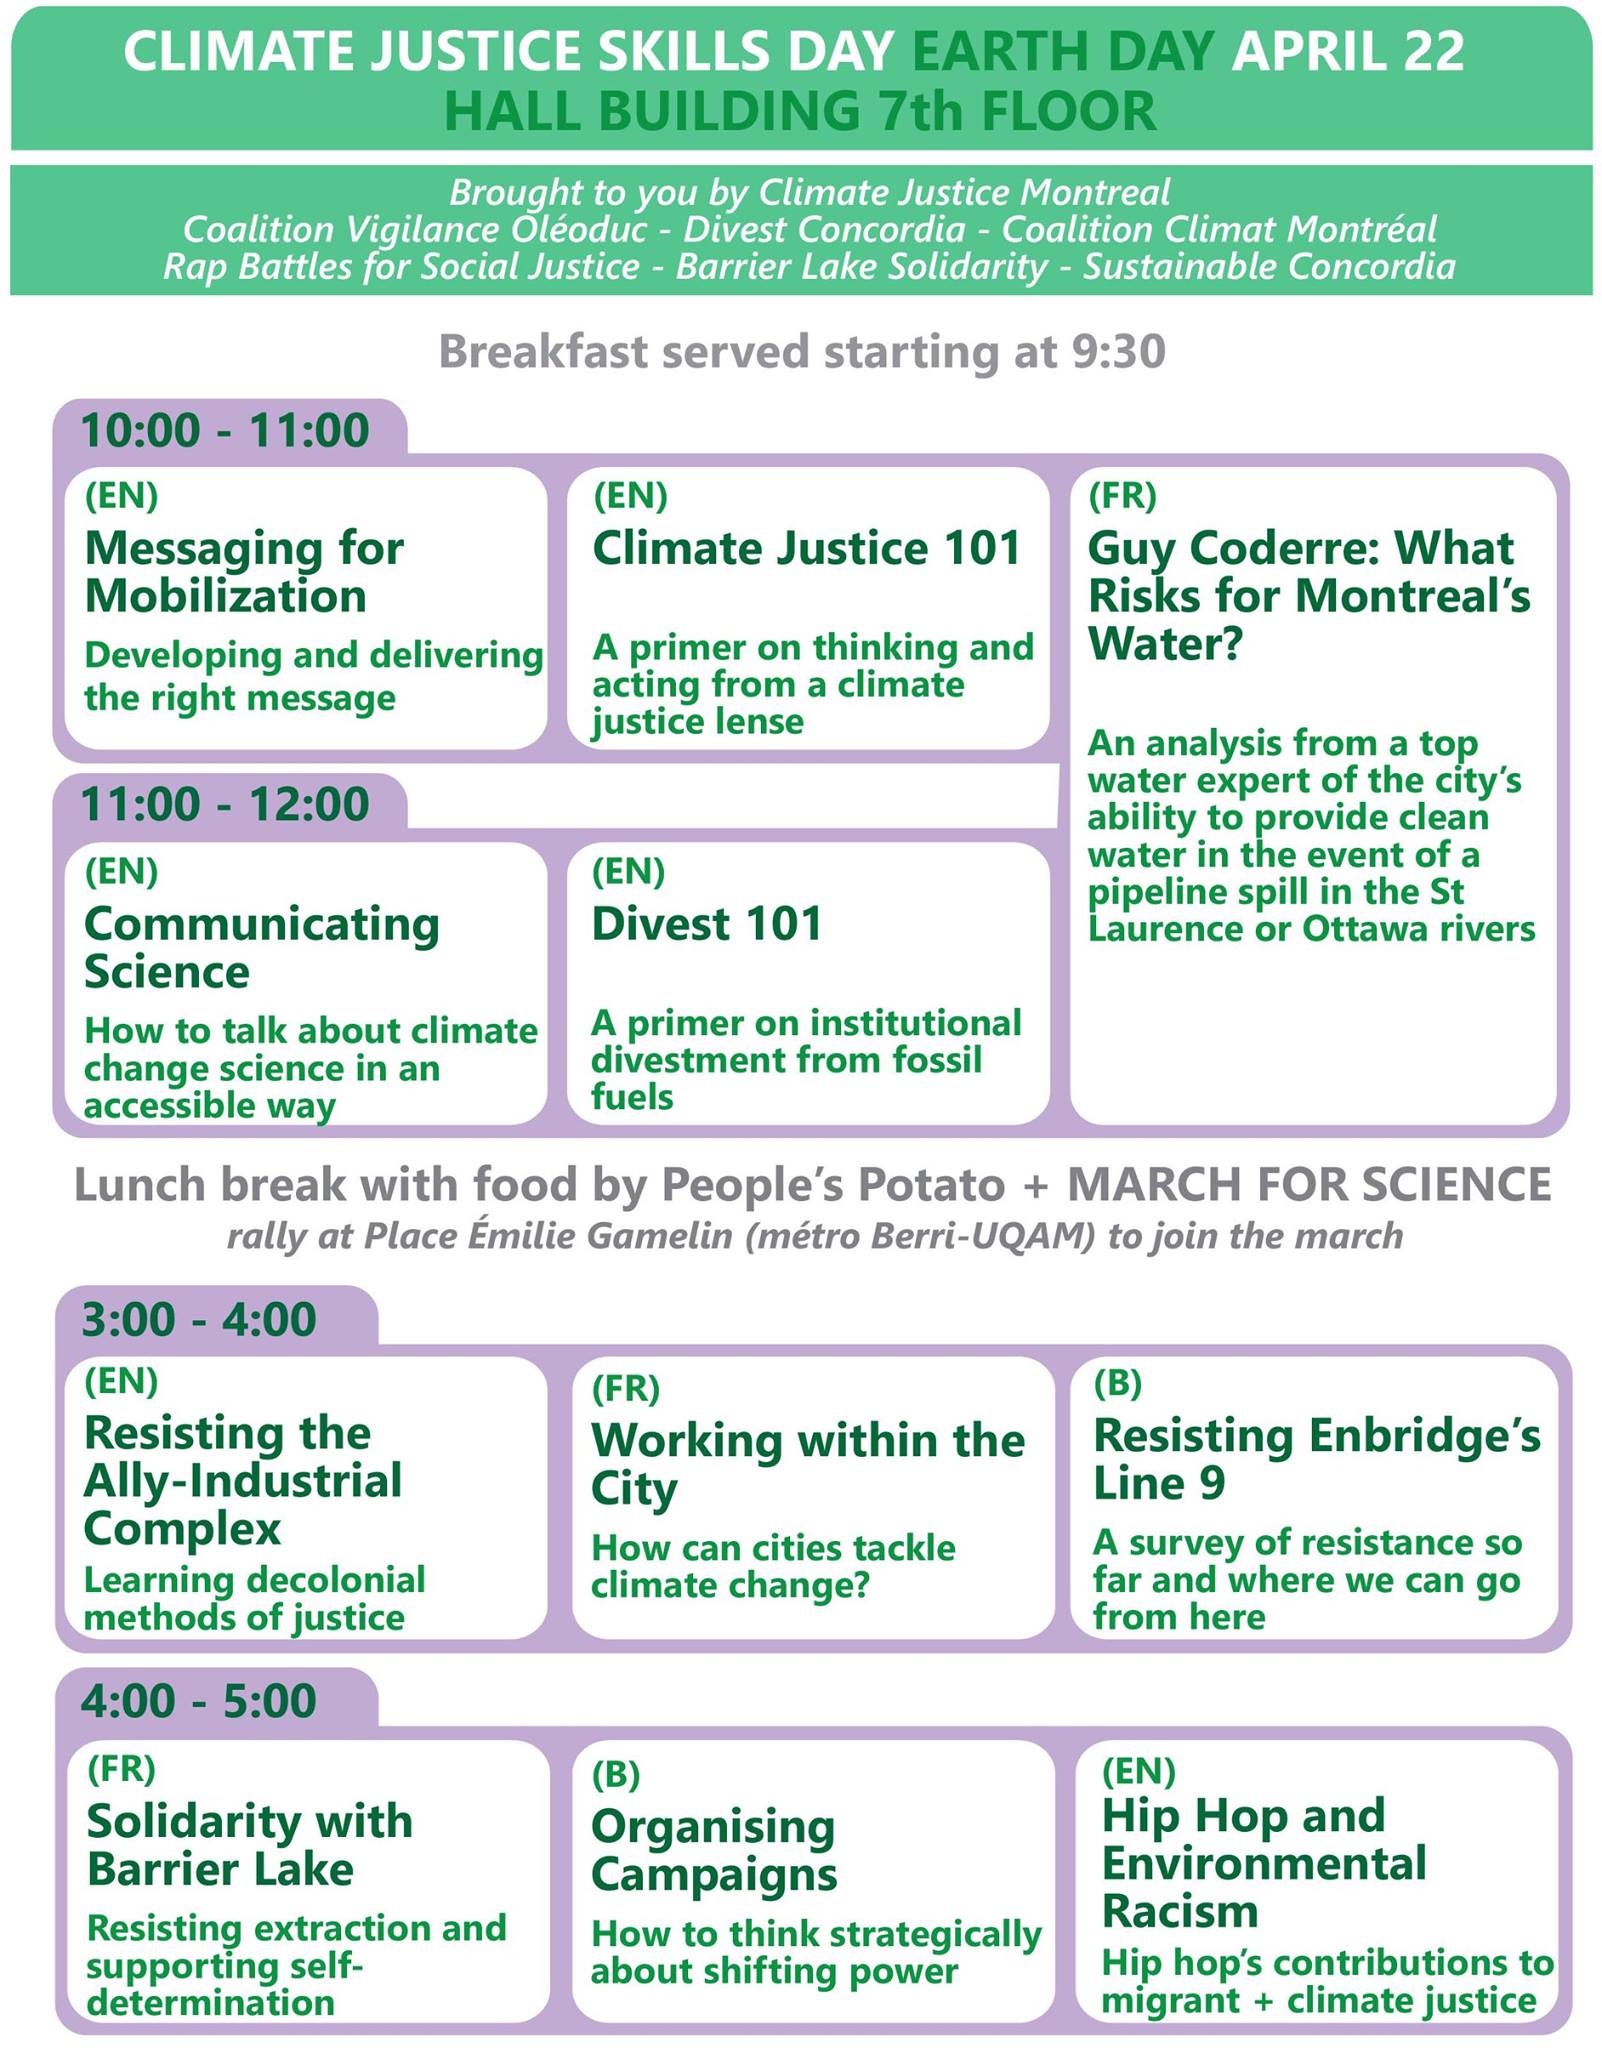 CLIMATE JUSTICE SKILLS DAY EARTH DAY APRIL 22
HALL BUILDING 7th FLOOR
Brought to you by Climate Justice Montreal
Coalition Vigilance Oléoduc - Divest Concordia - Coalition Climat Montréal
Rap Battles for Social Justice - Barrier Lake Solidarity - Sustainable Concordia
Breakfast served starting at 9:30
10:00 - 11:00
(EN)
Messaging for
Mobilization
Developing and delivering
the right message
(EN)
Climate Justice 101
A primer on thinking and
acting from a climate
justice lense
(FR)
Guy Coderre: What
Risks for Montreal's
Water?
An analysis from a top
water expert of the city's
ability to provide clean
water in the event of a
pipeline spill in the St
Laurence or Ottawa rivers
11:00 - 12:00
(EN)
Communicating
Science
How to talk about climate
change science in an
accessible way
(EN)
Divest 101
A primer on institutional
divestment from fossil
fuels
Lunch break with food by People's Potato + MARCH FOR SCIENCE
rally at Place Émilie Gamelin (métro Berri-UQAM) to join the march
3:00 - 4:00
(EN)
Resisting the
Ally-Industrial
Complex
Learning decolonial
methods of justice
(FR)
Working within the
City
How can cities tackle
climate change?
(B)
Resisting Enbridge's
Line 9
A survey of resistance so
far and where we can go
from here
4:00 - 5:00
(FR)
Solidarity with
Barrier Lake
Resisting extraction and
supporting self-
determination
(B)
Organising
Campaigns
How to think strategically
about shifting power
(EN)
Hip Hop and
Environmental
Racism
Hip hop's contributions to
migrant + climate justice